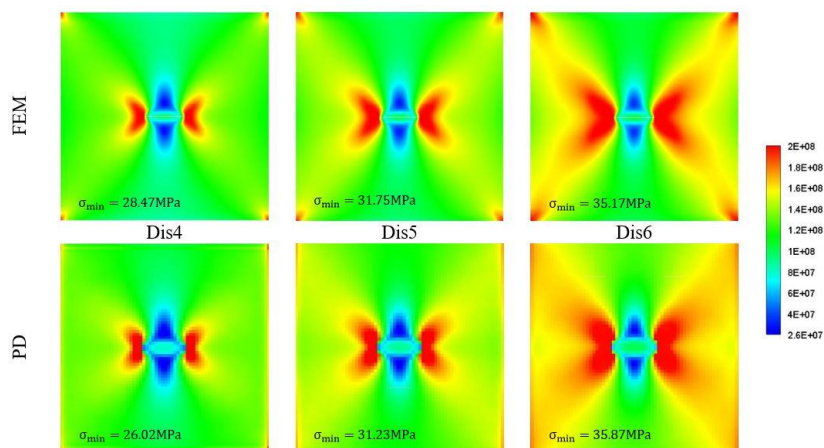 FEM
σmin = 28.47MPa
σmin = 31.75MPa
σmin = 35.17MPa
Dis4
Dis5
Dis6
PD
σmin = 26.02MPa
σmin = 31.23MPa
σmin = 35.87MPa
2E+08
1.8E+08
1.6E+08
1.4E+08
1.2E+08
1E+08
8E+07
6E+07
4E+07
2.6E+07